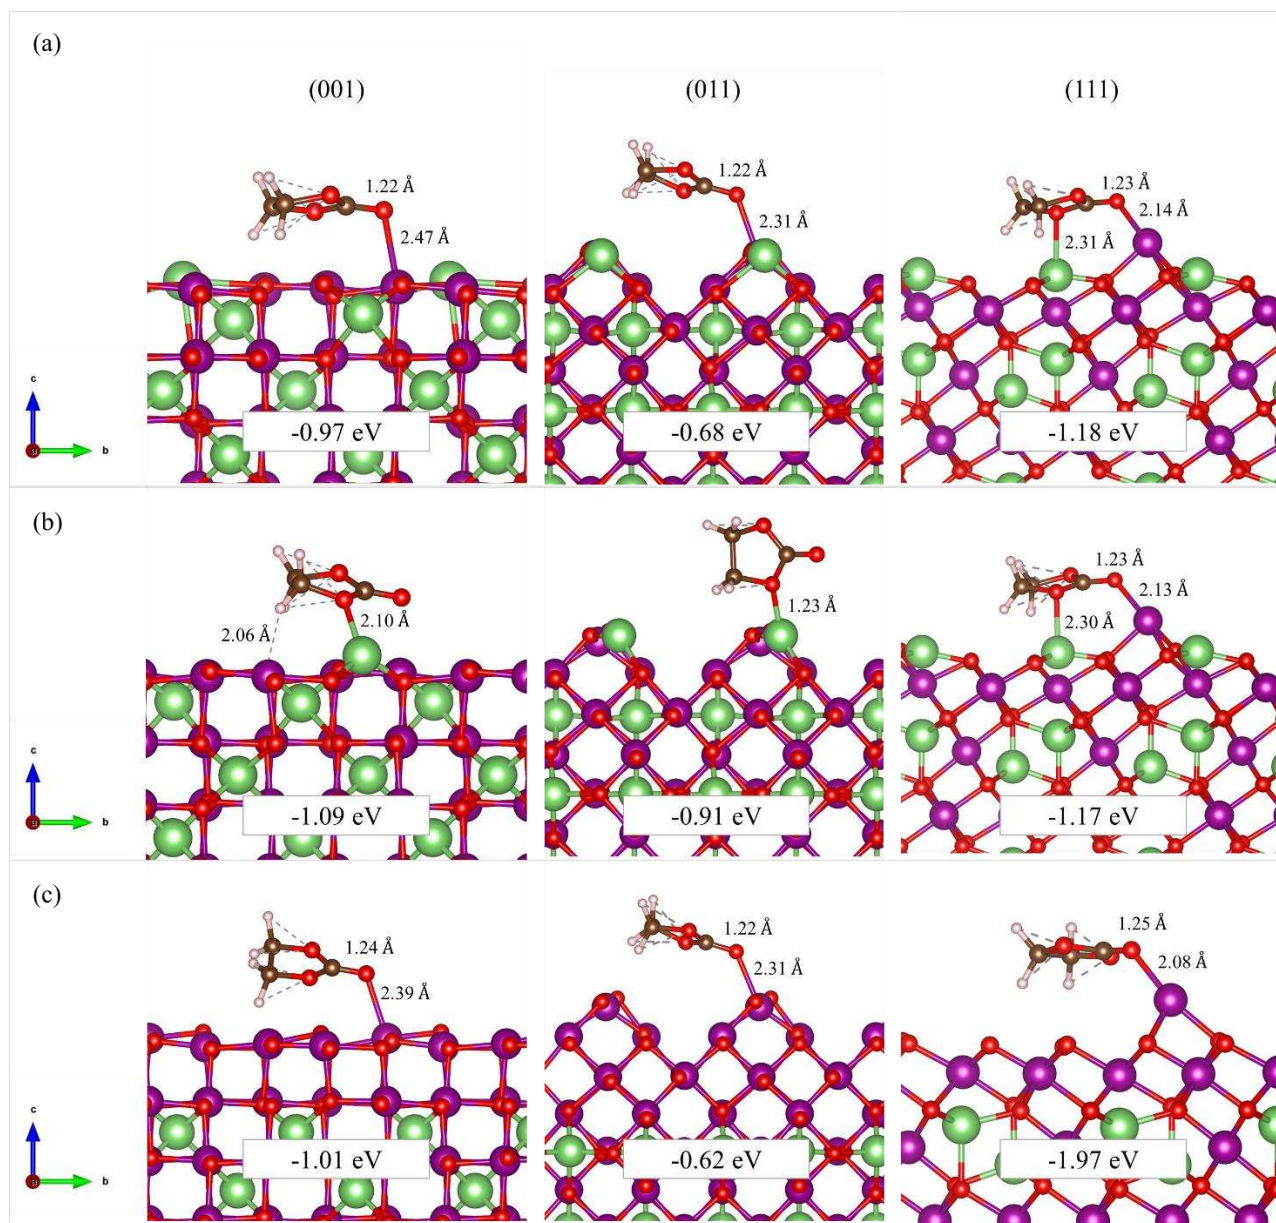 (a)
(001)
(011)
(111)
1.22 Å
2.47 Å
1.22 Å
2.31 Å
1.23 Å
2.14 Å
2.31 Å
c
a
b
-0.97 eV
-0.68 eV
-1.18 eV
(b)
2.06 Å
2.10 Å
1.23 Å
1.23 Å
2.13 Å
2.30 Å
c
a
b
-1.09 eV
-0.91 eV
-1.17 eV
(c)
1.24 Å
2.39 Å
1.22 Å
2.31 Å
1.25 Å
2.08 Å
c
a
b
-1.01 eV
-0.62 eV
-1.97 eV